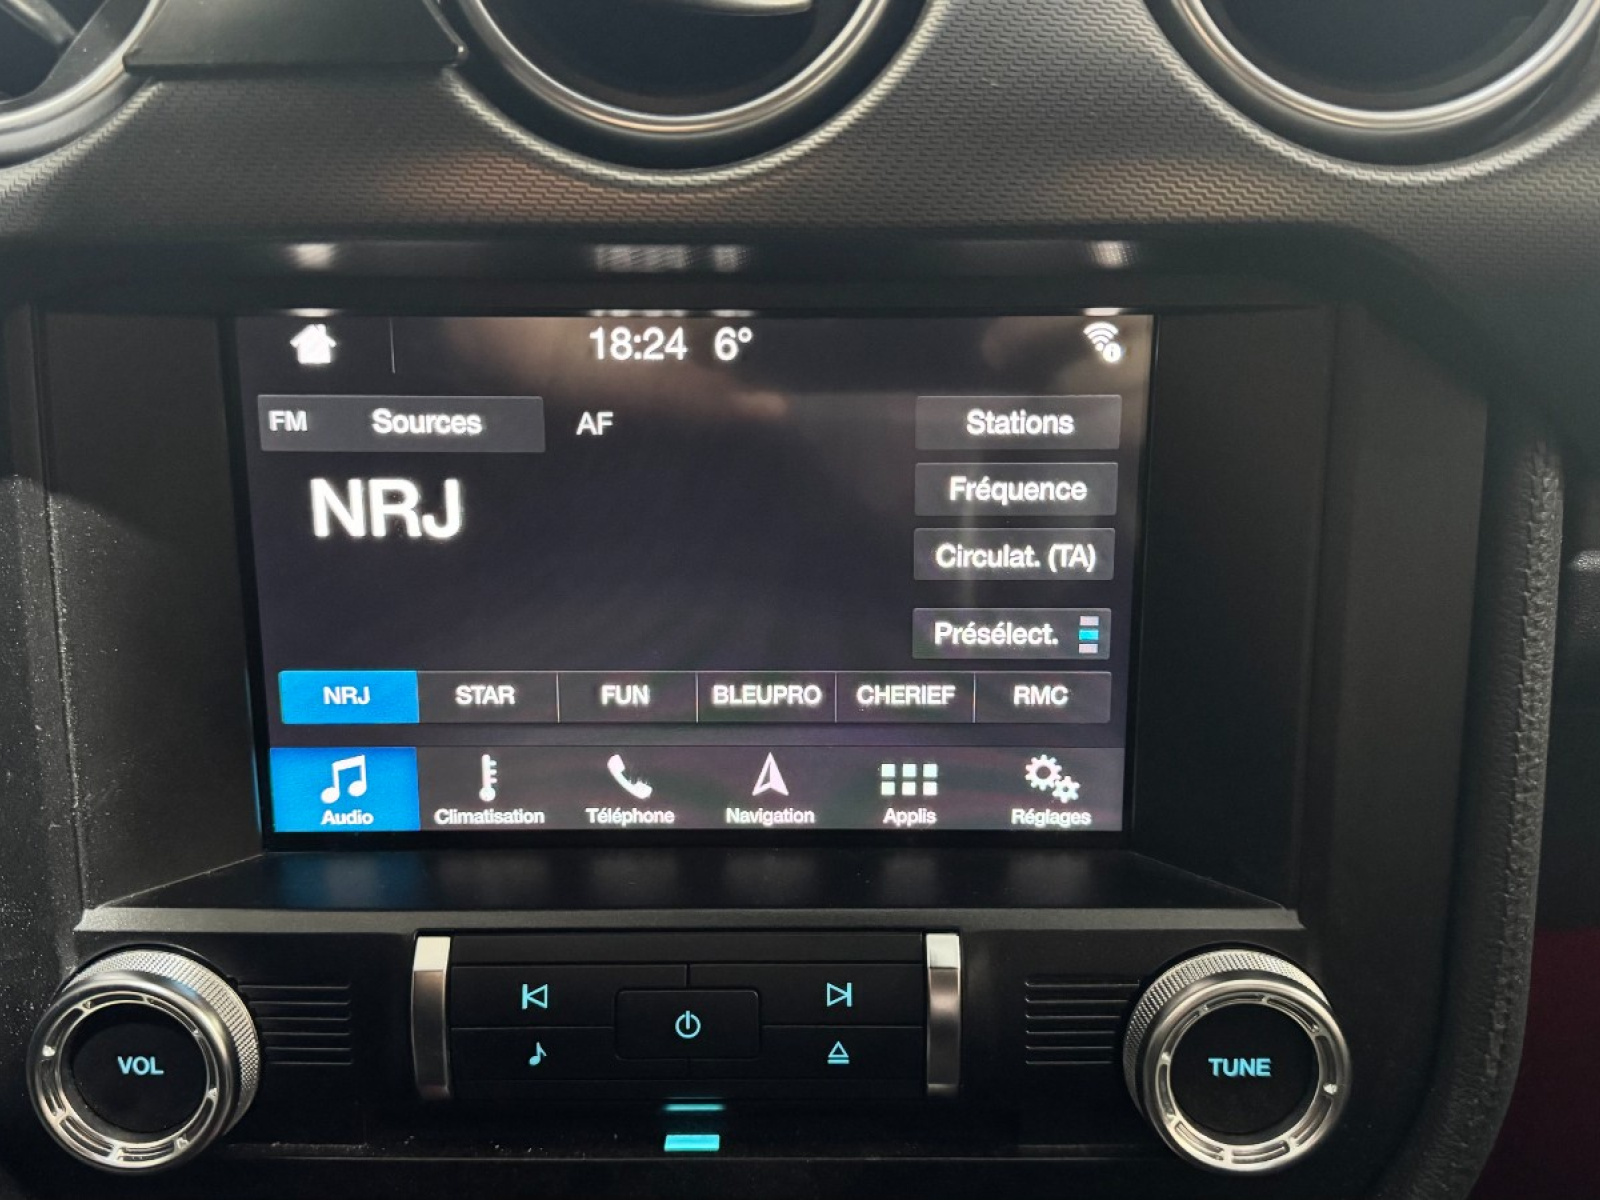 18:24 6°
FM Sources AF Stations
NRJ
Fréquence
Circulat. (TA)
Présélect.
NRJ STAR FUN BLEUPRO CHERIEF RMC
Audio Climatisation Téléphone Navigation Applis Réglages
VOL
TUNE